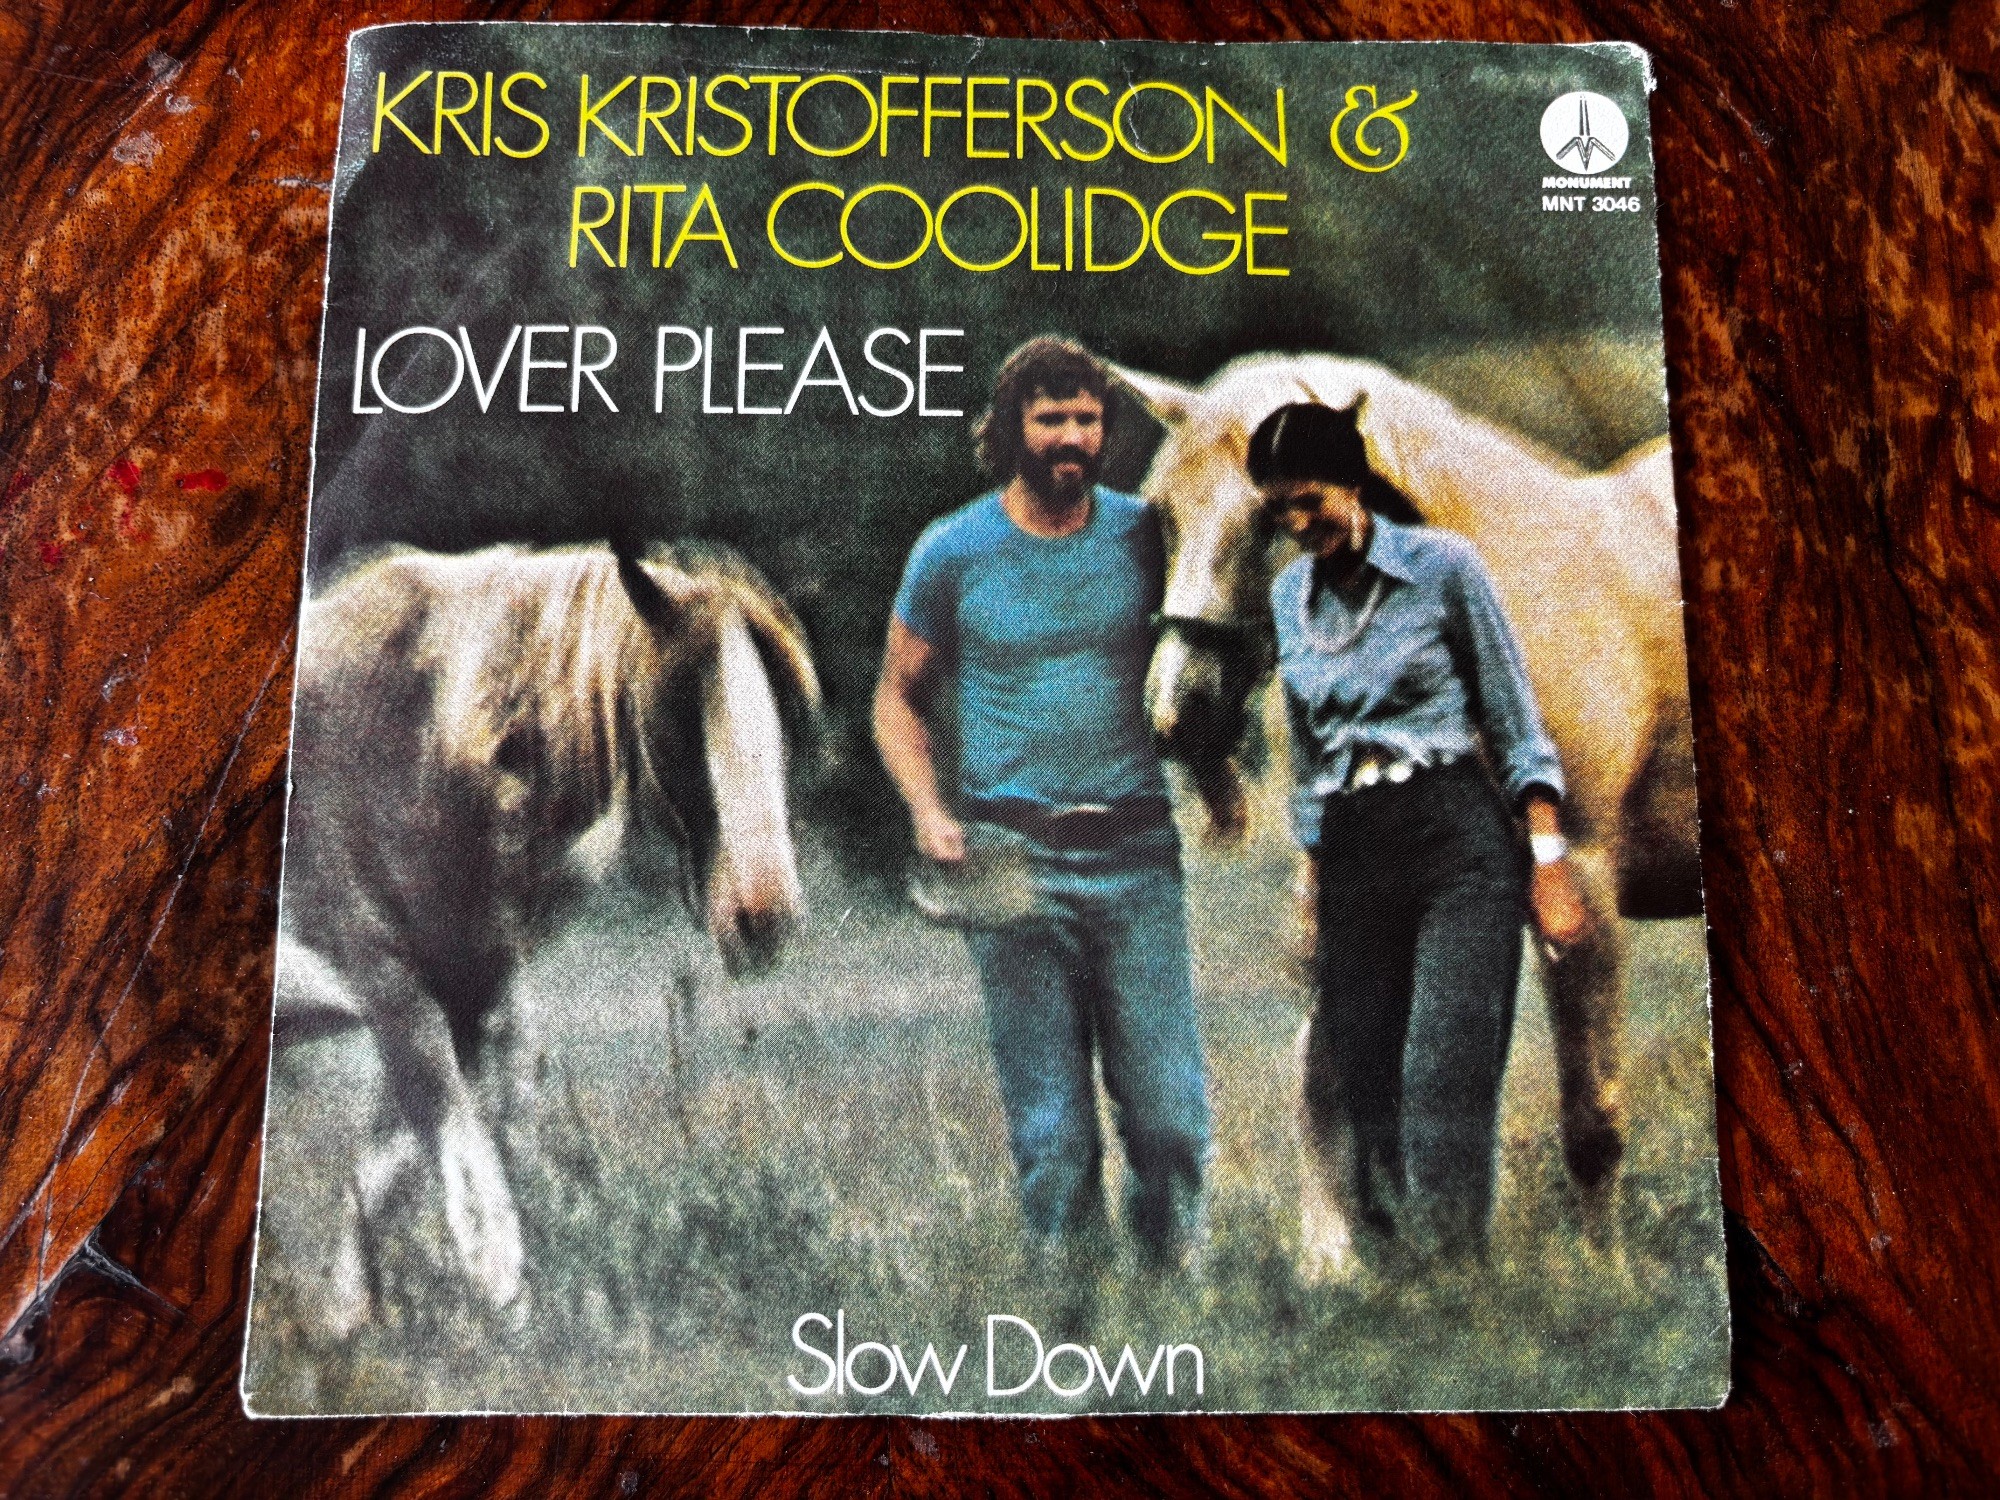 KRIS KRISTOFFERSON &
RITA COOLIDGE
MONUMENT
MNT 3046
LOVER PLEASE
Slow Down